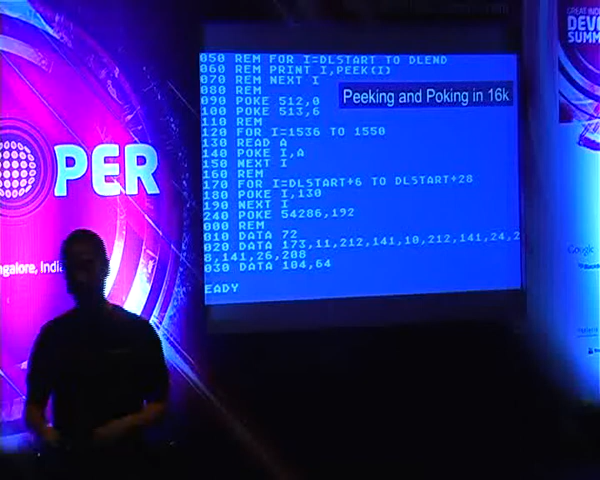 GREAT INDI
DEV
SUMM
050 REM FOR I=DLSTART TO DLEND
060 REM PRINT I,PEEK(I)
070 REM NEXT I
080 REM
Peeking and Poking in 16k
090 POKE 512,0
100 POKE 513,6
110 REM
120 FOR I=1536 TO 1550
130 READ A
140 POKE I,A
150 NEXT I
160 REM
170 FOR I=DLSTART+6 TO DLSTART+28
180 POKE I,130
190 NEXT I
240 POKE 54286,192
000 REM
010 DATA 72
020 DATA 173,11,212,141,10,212,141,24,2
8,141,26,208
030 DATA 104,64
EADY
OPER
ngalore, India
Google